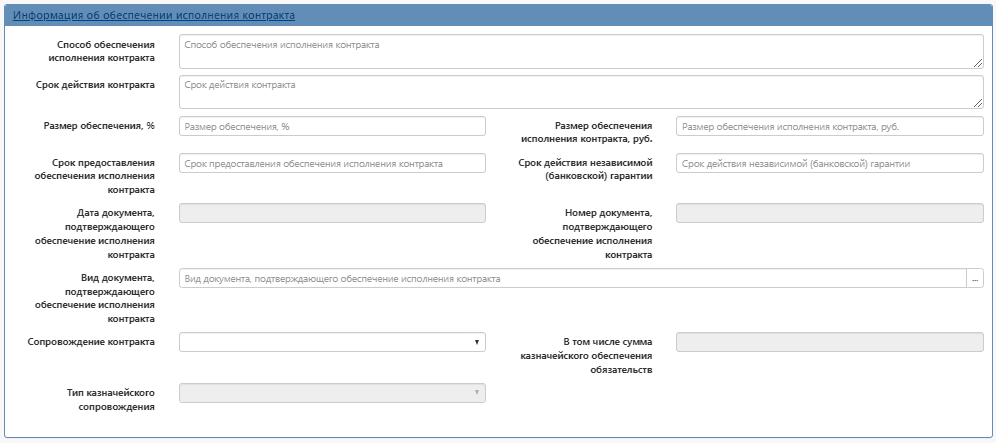 Информация об обеспечении исполнения контракта
Способ обеспечения
исполнения контракта
Способ обеспечения исполнения контракта
Срок действия контракта
Срок действия контракта
Размер обеспечения, %
Размер обеспечения, %
Размер обеспечения
исполнения контракта, руб.
Размер обеспечения исполнения контракта, руб.
Срок предоставления
обеспечения исполнения
контракта
Срок предоставления обеспечения исполнения контракта
Срок действия независимой
(банковской) гарантии
Срок действия независимой (банковской) гарантии
Дата документа,
подтверждающего
обеспечение исполнения
контракта
Номер документа,
подтверждающего
обеспечение исполнения
контракта
Вид документа,
подтверждающего
обеспечение исполнения
контракта
Вид документа, подтверждающего обеспечение исполнения контракта
...
Сопровождение контракта
В том числе сумма
казначейского обеспечения
обязательств
Тип казначейского
сопровождения